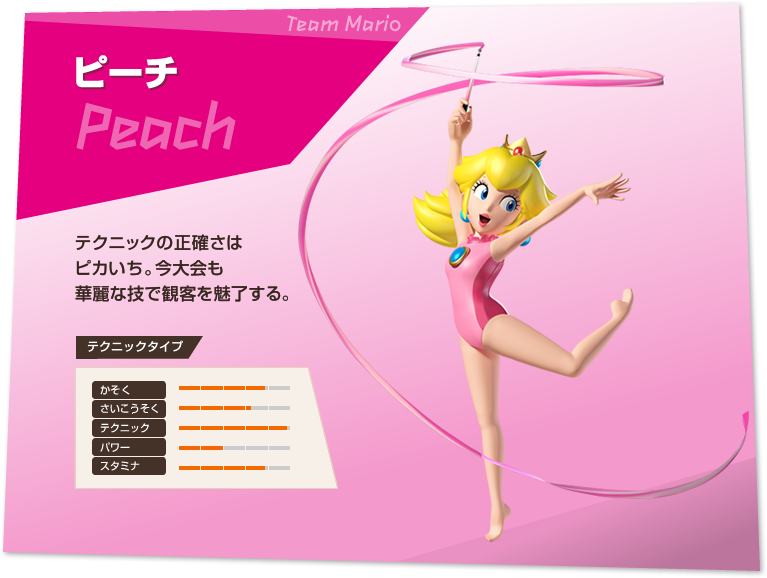 Team Mario
ピーチ
Peach
テクニックの正確さは
ピカいち。今大会も
華麗な技で観客を魅了する。
テクニックタイプ
かそく
さいこうそく
テクニック
パワー
スタミナ